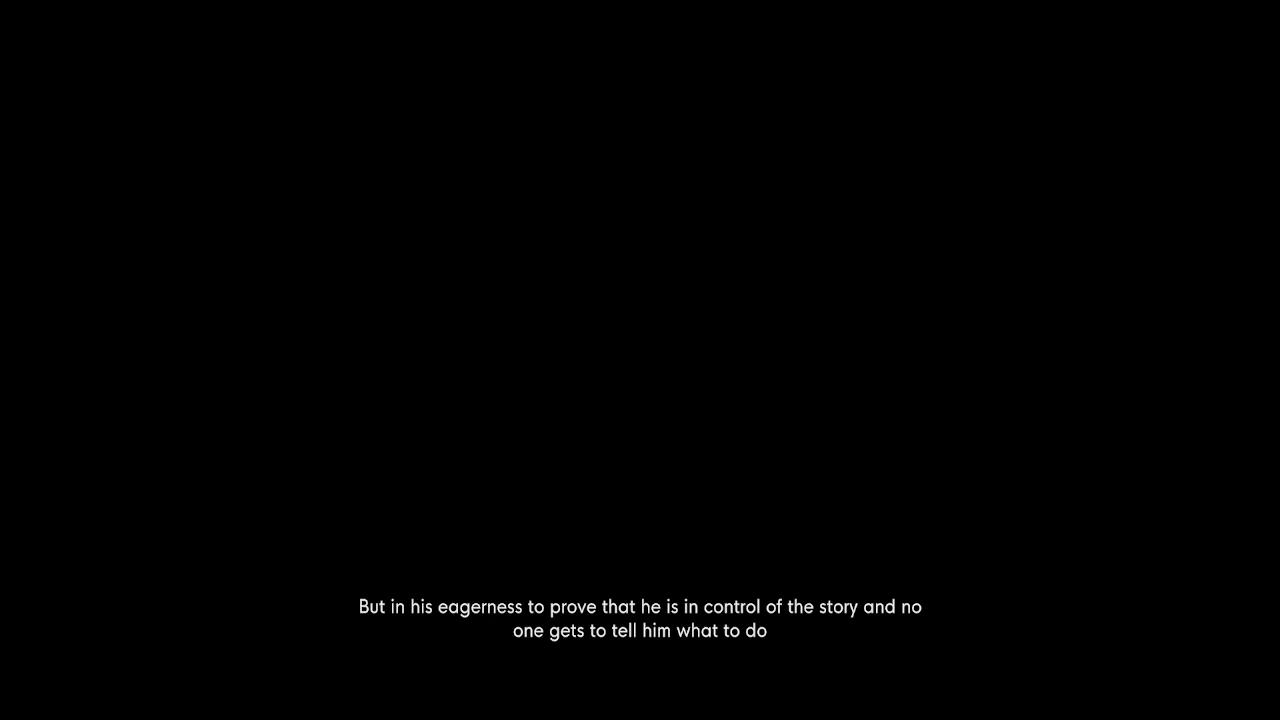 But in his eagerness to prove that he is in control of the story and no
one gets to tell him what to do